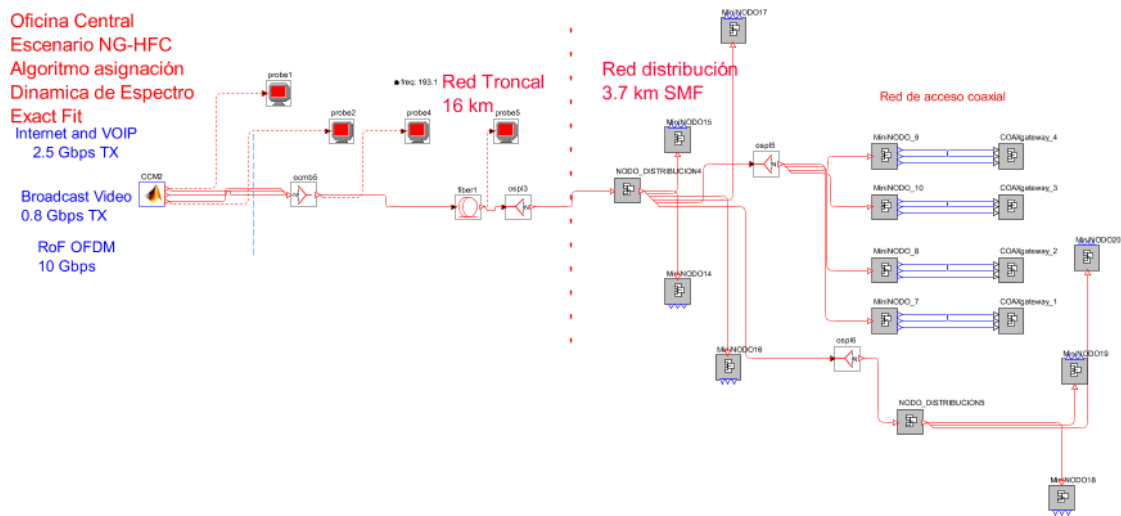 Oficina Central
Escenario NG-HFC
Algoritmo asignación
Dinamica de Espectro
Exact Fit
Internet and VOIP
2.5 Gbps TX
Broadcast Video
0.8 Gbps TX
RoF OFDM
10 Gbps
CCM2
probe1
probe2
ocmb5
freq: 193.1
probe4
Red Troncal
16 km
probe5
fiber1
ospl3
Red distribución
3.7 km SMF
MiniNODO17
MiniNODO15
NODO_DISTRIBUCION4
MiniNODO14
MiniNODO16
ospl5
ospl6
Red de acceso coaxial
MiniNODO_9
COAXgateway_4
MiniNODO_10
COAXgateway_3
MiniNODO_8
COAXgateway_2
MiniNODO_7
COAXgateway_1
MiniNODO20
MiniNODO19
NODO_DISTRIBUCION5
MiniNODO18